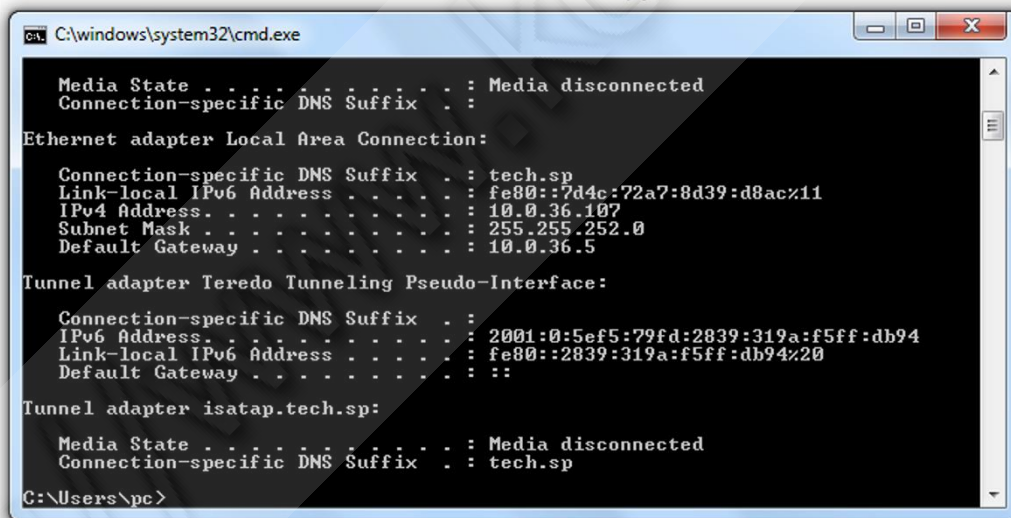 C:\windows\system32\cmd.exe
Media State . . . . . . . . . . . : Media disconnected
Connection-specific DNS Suffix  . :
Ethernet adapter Local Area Connection:
Connection-specific DNS Suffix  . : tech.sp
Link-local IPv6 Address . . . . . : fe80::7d4c:72a7:8d39:d8ac%11
IPv4 Address. . . . . . . . . . . : 10.0.36.107
Subnet Mask . . . . . . . . . . . : 255.255.252.0
Default Gateway . . . . . . . . . : 10.0.36.5
Tunnel adapter Teredo Tunneling Pseudo-Interface:
Connection-specific DNS Suffix  . :
IPv6 Address. . . . . . . . . . . : 2001:0:5ef5:79fd:2839:319a:f5ff:db94
Link-local IPv6 Address . . . . . : fe80::2839:319a:f5ff:db94%20
Default Gateway . . . . . . . . . : ::
Tunnel adapter isatap.tech.sp:
Media State . . . . . . . . . . . : Media disconnected
Connection-specific DNS Suffix  . : tech.sp
C:\Users\pc>